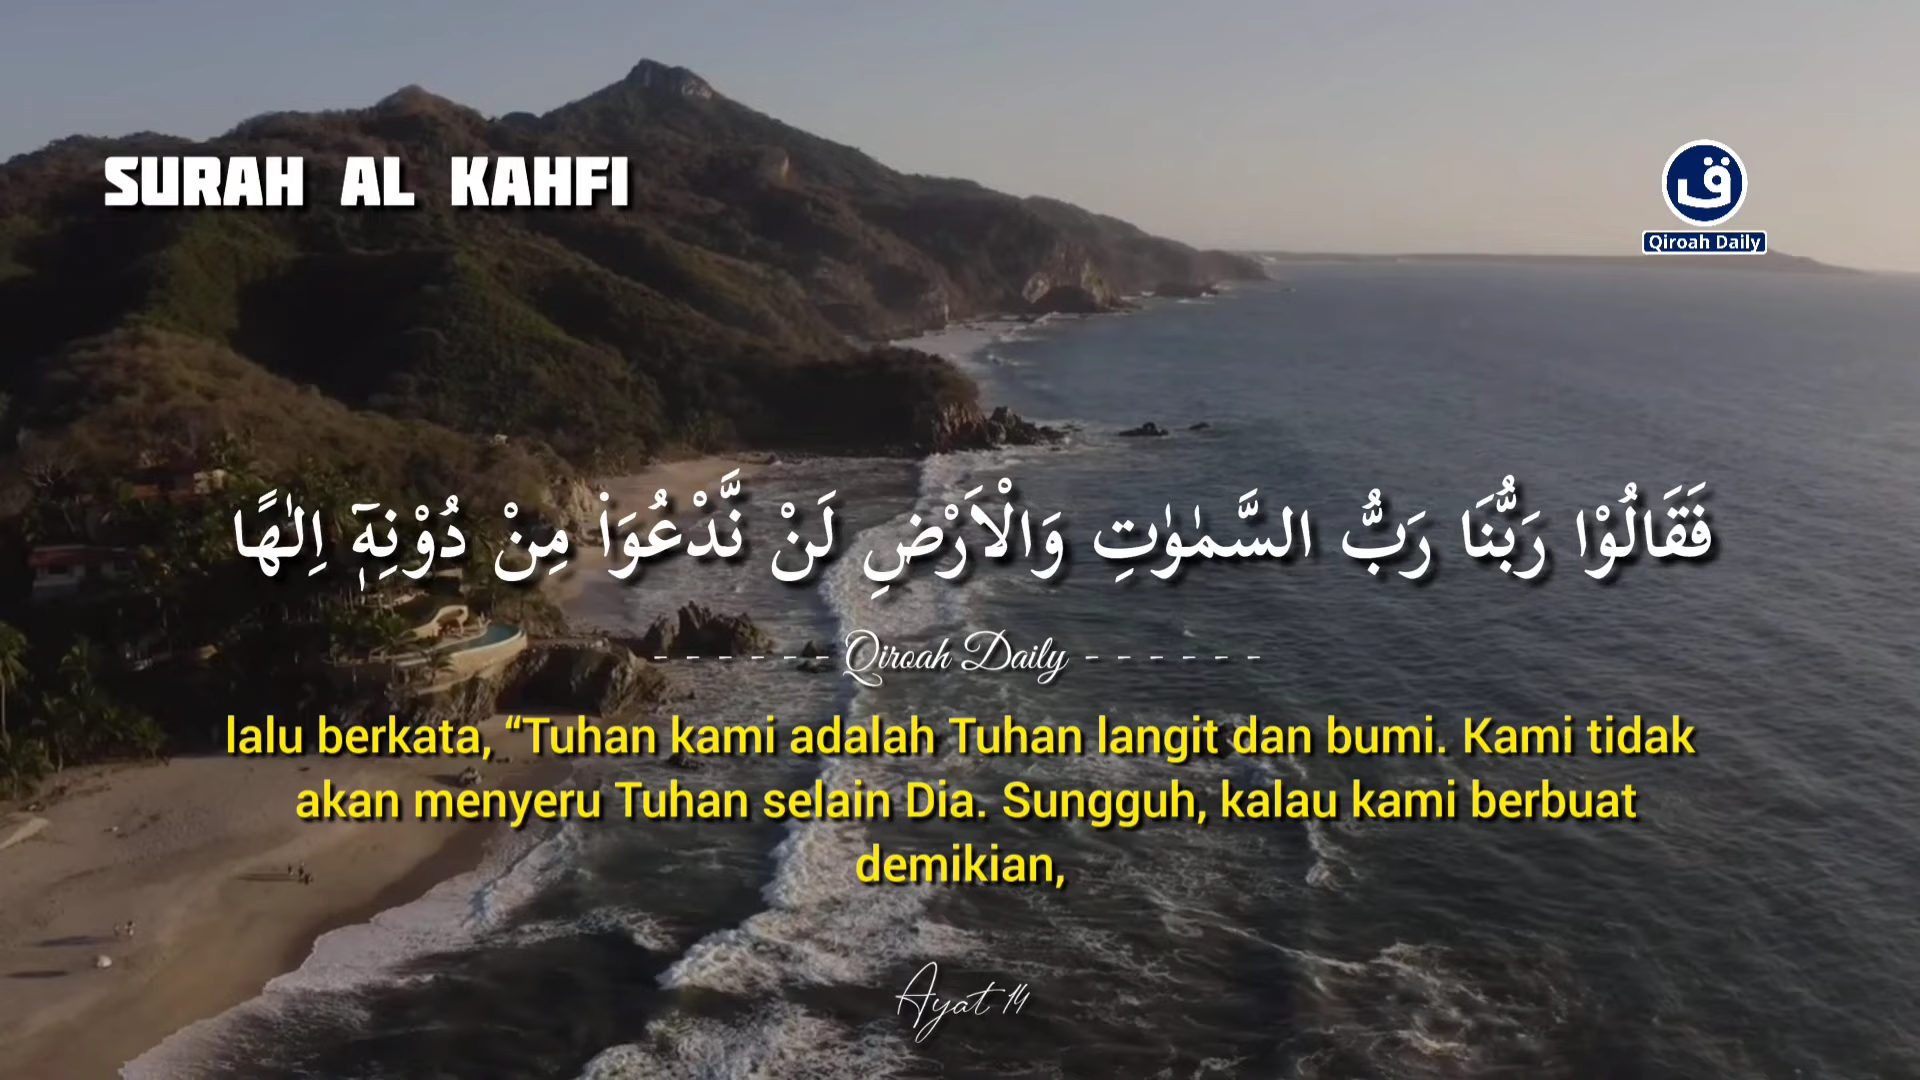 SURAH AL KAHFI
ق
Qiroah Daily
فَقَالُوْا رَبُّنَا رَبُّ السَّمٰوٰتِ وَالْاَرْضِ لَنْ نَّدْعُوَا۟ مِنْ دُوْنِهٖٓ اِلٰهًا
- - - - - - Qiroah Daily - - - - - -
lalu berkata, “Tuhan kami adalah Tuhan langit dan bumi. Kami tidak
akan menyeru Tuhan selain Dia. Sungguh, kalau kami berbuat
demikian,
Ayat 14